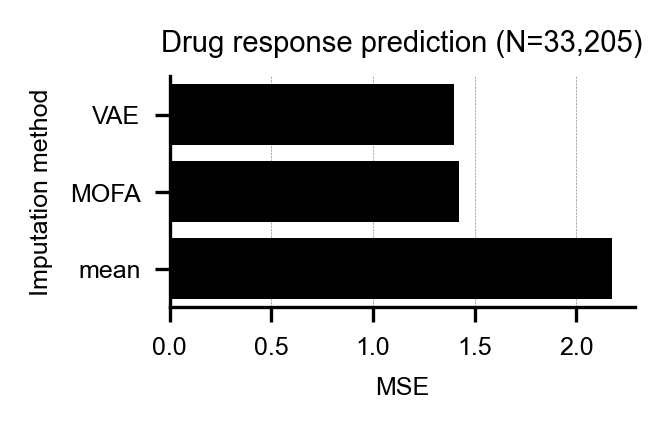 Drug response prediction (N=33,205)
Imputation method
VAE
MOFA
mean
0.0 0.5 1.0 1.5 2.0
MSE